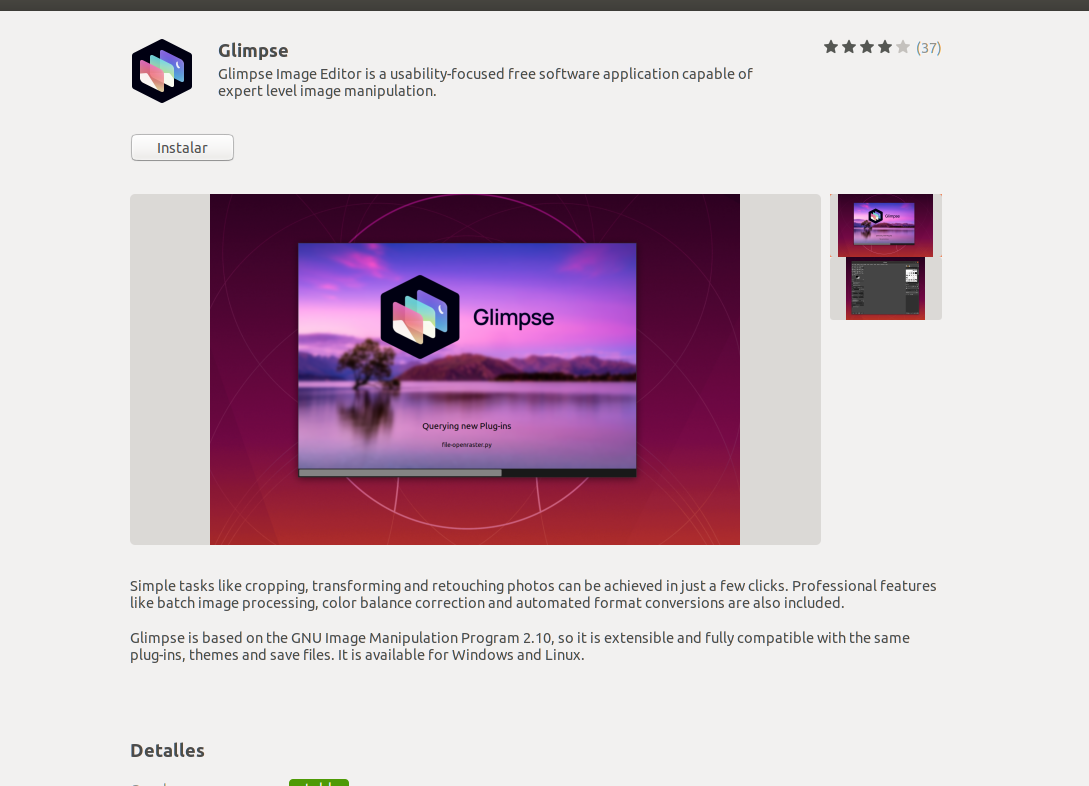 Glimpse
Glimpse Image Editor is a usability-focused free software application capable of
expert level image manipulation.
(37)
Instalar
Glimpse
Querying new Plug-ins
file-openraster.py
Glimpse
Simple tasks like cropping, transforming and retouching photos can be achieved in just a few clicks. Professional features
like batch image processing, color balance correction and automated format conversions are also included.
Glimpse is based on the GNU Image Manipulation Program 2.10, so it is extensible and fully compatible with the same
plug-ins, themes and save files. It is available for Windows and Linux.
Detalles